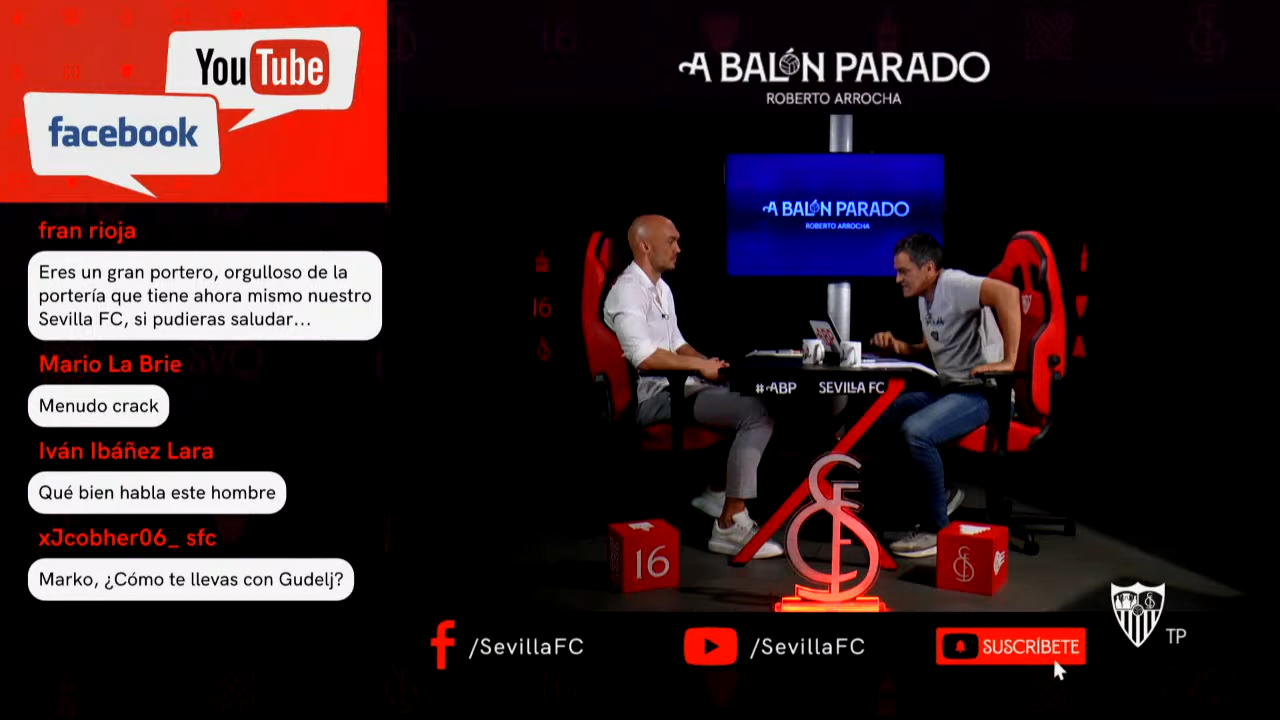 You Tube
facebook
fran rioja
Eres un gran portero, orgulloso de la
portería que tiene ahora mismo nuestro
Sevilla FC, si pudieras saludar...
Mario La Brie
Menudo crack
Iván Ibáñez Lara
Qué bien habla este hombre
xJcobher06_ sfc
Marko, ¿Cómo te llevas con Gudelj?
A BALÓN PARADO
ROBERTO ARROCHA
A BALÓN PARADO
ROBERTO ARROCHA
#ABP SEVILLA FC
16
16
/SevillaFC
/SevillaFC
SUSCRÍBETE
TP